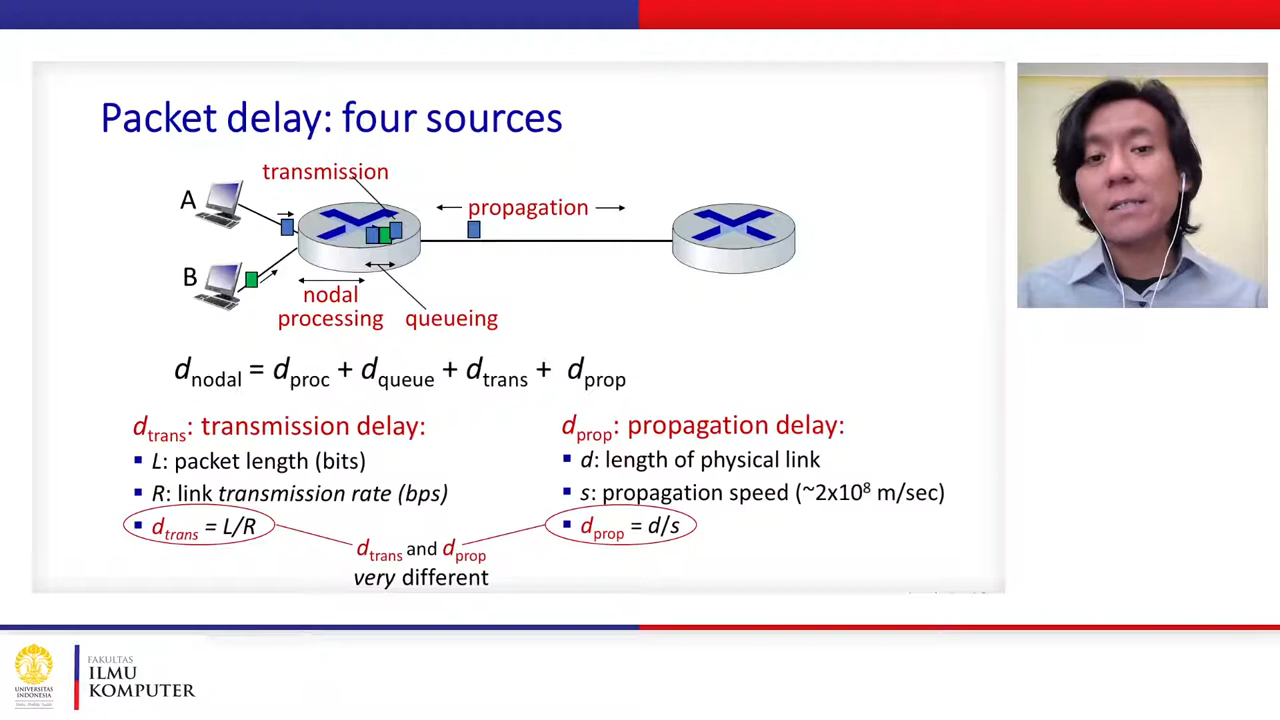 Packet delay: four sources
transmission
A
propagation
B
nodal
processing
queueing
dnodal = dproc + dqueue + dtrans + dprop
dtrans: transmission delay:
▪ L: packet length (bits)
▪ R: link transmission rate (bps)
▪ dtrans = L/R
dprop: propagation delay:
▪ d: length of physical link
▪ s: propagation speed (~2x10⁸ m/sec)
▪ dprop = d/s
dtrans and dprop
very different
UNIVERSITAS
INDONESIA
FAKULTAS
ILMU
KOMPUTER